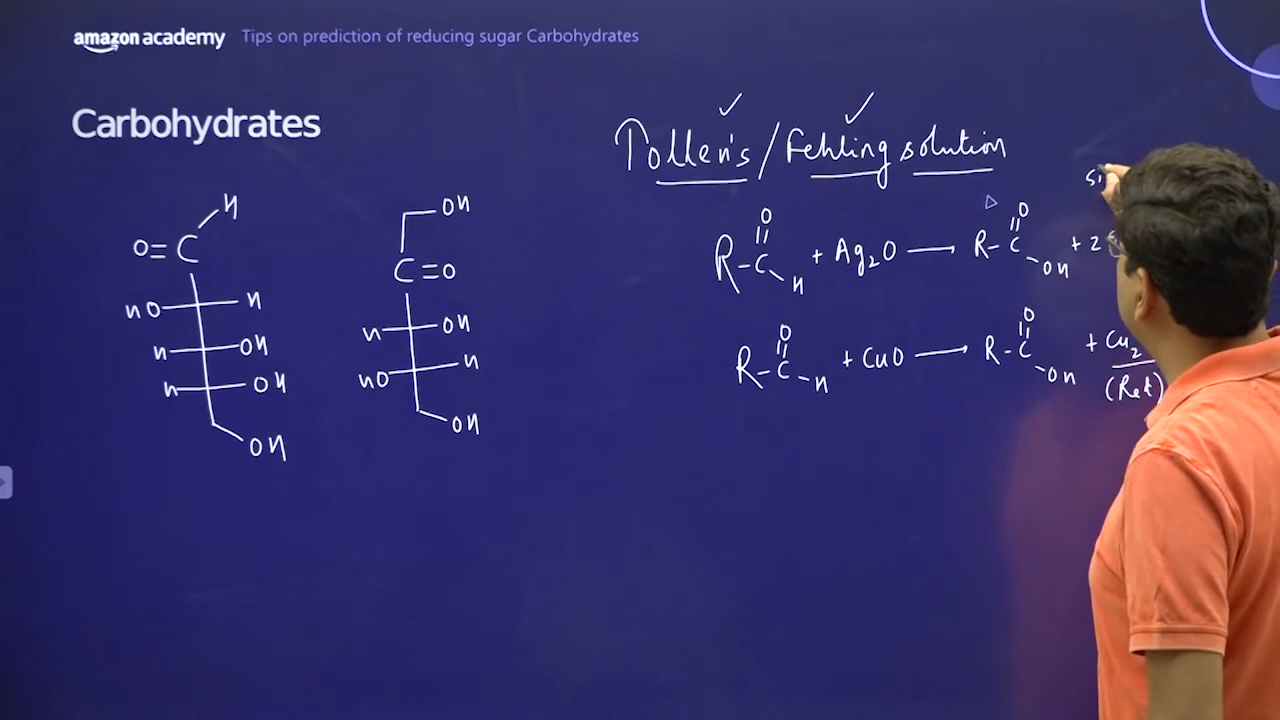 amazon academy Tips on prediction of reducing sugar Carbohydrates
Carbohydrates
Tollen's / Fehling solution
H
O=C
HO H
H OH
H OH
OH
OH
C=O
H OH
HO H
OH
R-C(=O)-H + Ag₂O ⟶ R-C(=O)-OH + 2
R-C(=O)-H + CuO ⟶ R-C(=O)-OH + Cu₂
(Red)